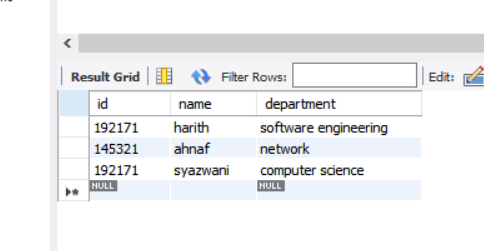 Result Grid Filter Rows: Edit:
id name department
192171 harith software engineering
145321 ahnaf network
192171 syazwani computer science
NULL NULL